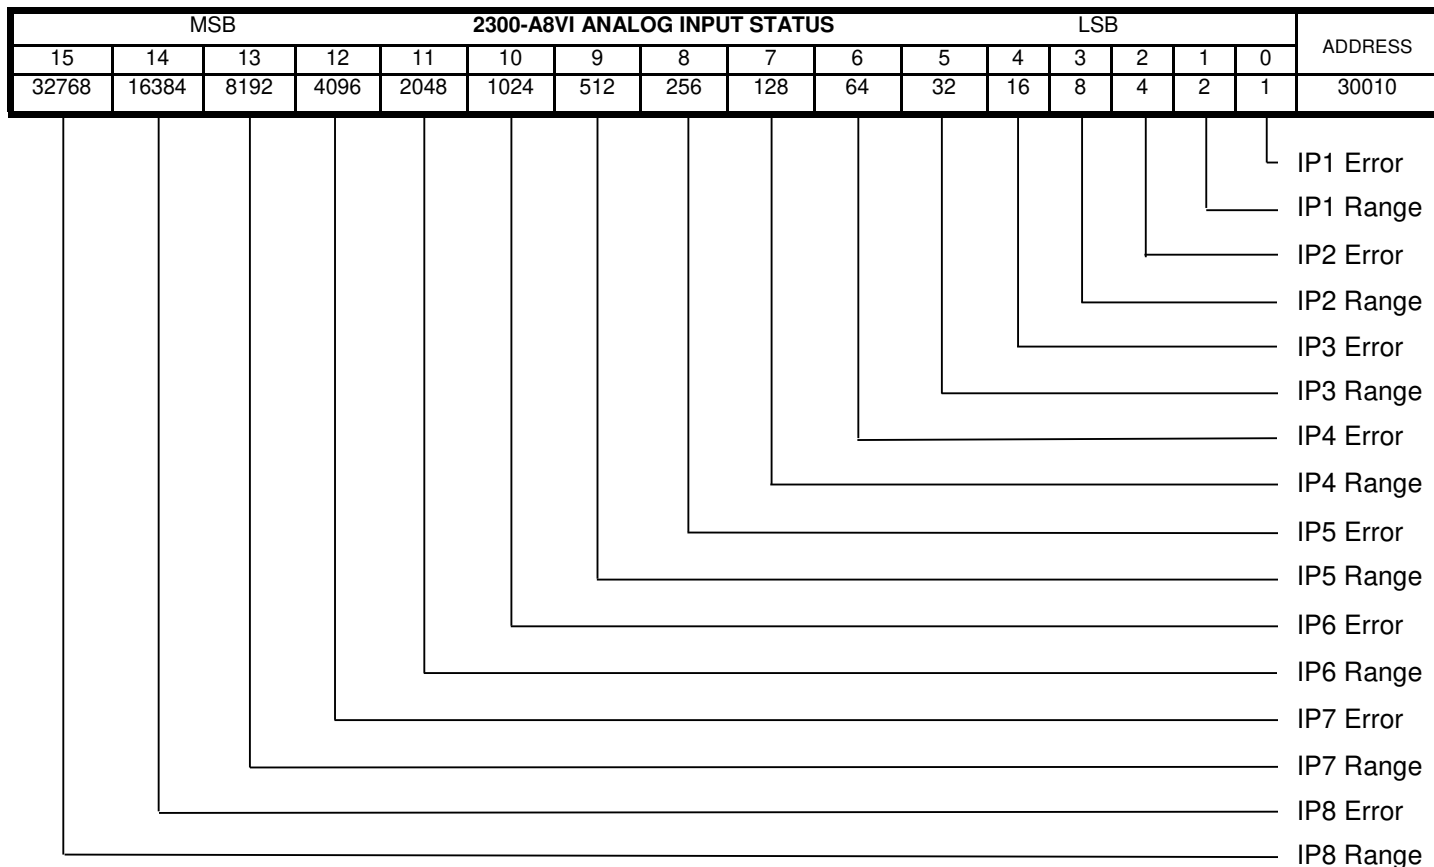 MSB 2300-A8VI ANALOG INPUT STATUS LSB ADDRESS
15 14 13 12 11 10 9 8 7 6 5 4 3 2 1 0
32768 16384 8192 4096 2048 1024 512 256 128 64 32 16 8 4 2 1 30010
IP1 Error
IP1 Range
IP2 Error
IP2 Range
IP3 Error
IP3 Range
IP4 Error
IP4 Range
IP5 Error
IP5 Range
IP6 Error
IP6 Range
IP7 Error
IP7 Range
IP8 Error
IP8 Range